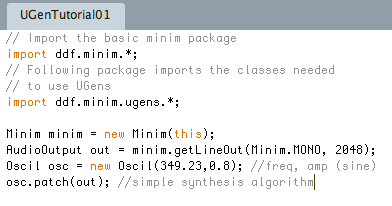 UGenTutorial01
// Import the basic minim package
import ddf.minim.*;
// Following package imports the classes needed
// to use UGens
import ddf.minim.ugens.*;
Minim minim = new Minim(this);
AudioOutput out = minim.getLineOut(Minim.MONO, 2048);
Oscil osc = new Oscil(349.23,0.8); //freq, amp (sine)
osc.patch(out); //simple synthesis algorithm